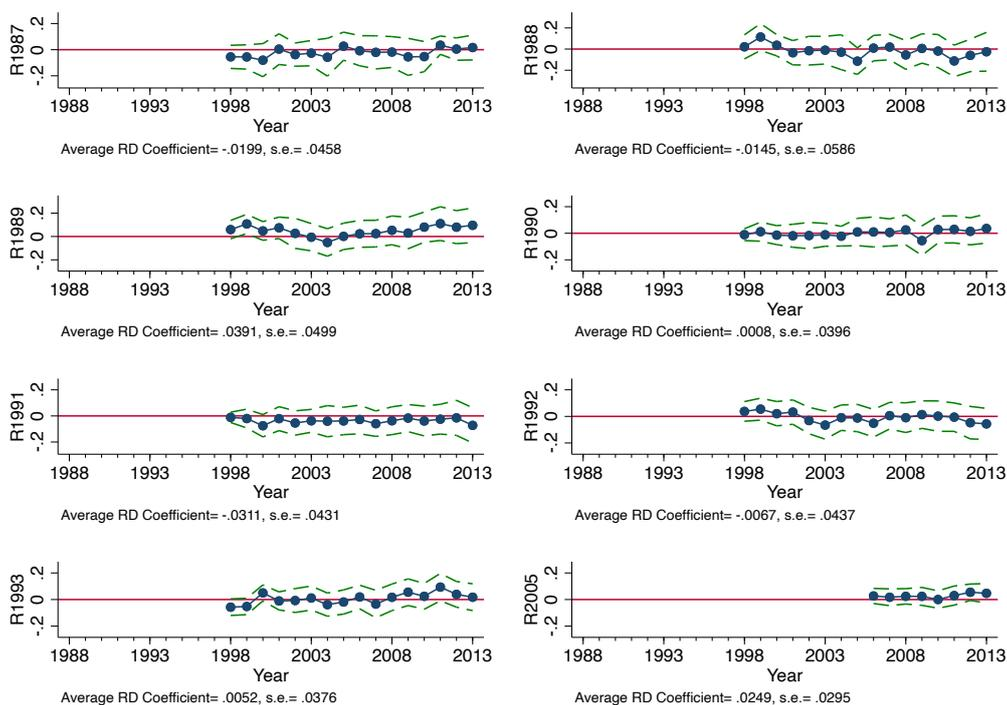 R1987
.2
0
-.2
1988 1993 1998 2003 2008 2013
Year
Average RD Coefficient= -.0199, s.e.= .0458
R1988
.2
0
-.2
1988 1993 1998 2003 2008 2013
Year
Average RD Coefficient= -.0145, s.e.= .0586
R1989
.2
0
-.2
1988 1993 1998 2003 2008 2013
Year
Average RD Coefficient= .0391, s.e.= .0499
R1990
.2
0
-.2
1988 1993 1998 2003 2008 2013
Year
Average RD Coefficient= .0008, s.e.= .0396
R1991
.2
0
-.2
1988 1993 1998 2003 2008 2013
Year
Average RD Coefficient= -.0311, s.e.= .0431
R1992
.2
0
-.2
1988 1993 1998 2003 2008 2013
Year
Average RD Coefficient= -.0067, s.e.= .0437
R1993
.2
0
-.2
1988 1993 1998 2003 2008 2013
Year
Average RD Coefficient= .0052, s.e.= .0376
R2005
.2
0
-.2
1988 1993 1998 2003 2008 2013
Year
Average RD Coefficient= .0249, s.e.= .0295